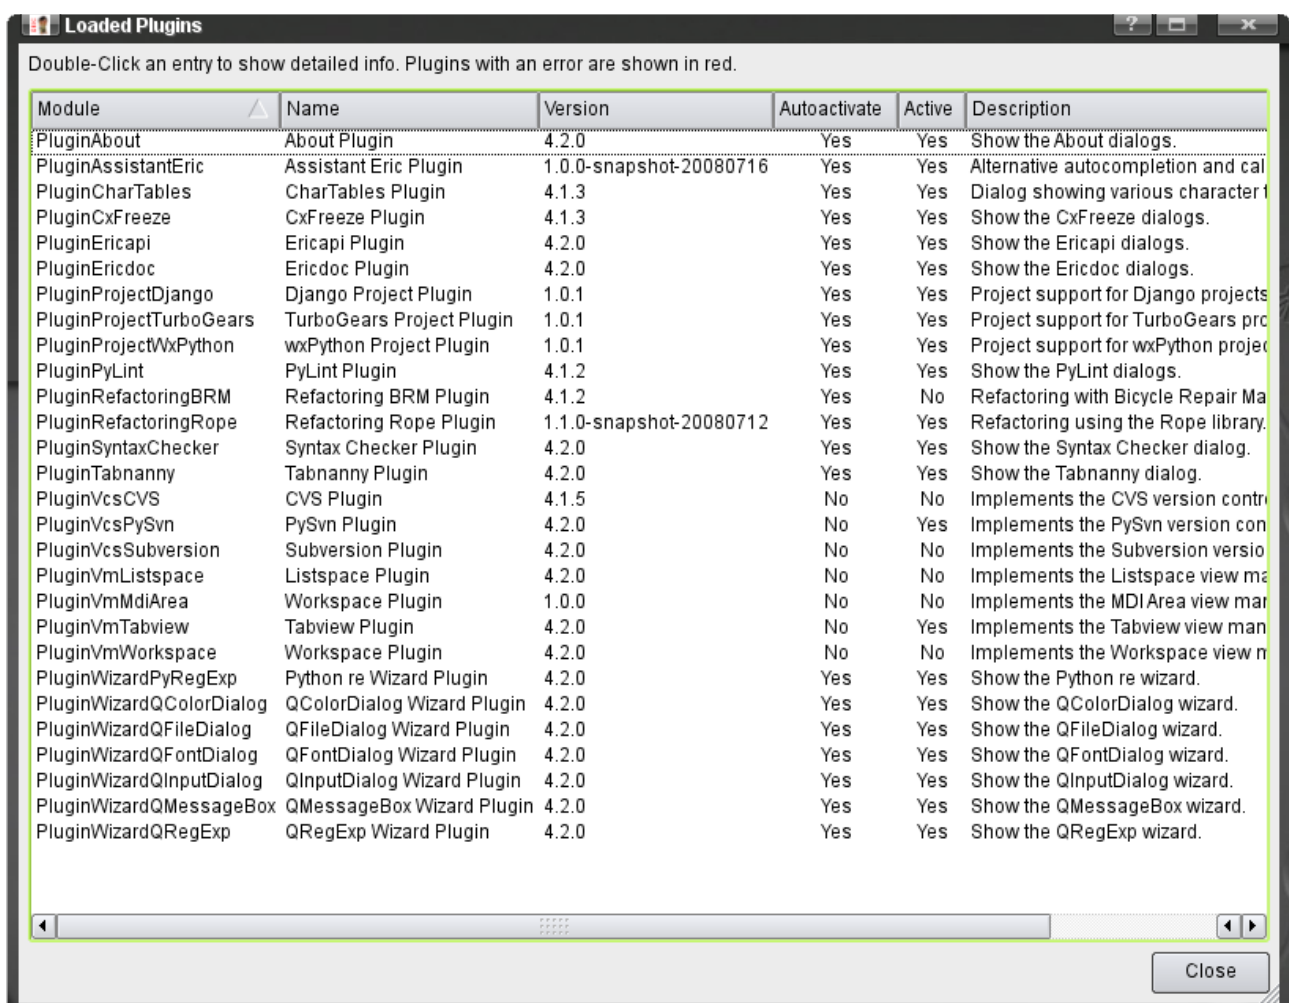 Loaded Plugins
Double-Click an entry to show detailed info. Plugins with an error are shown in red.
Module Name Version Autoactivate Active Description
PluginAbout About Plugin 4.2.0 Yes Yes Show the About dialogs.
PluginAssistantEric Assistant Eric Plugin 1.0.0-snapshot-20080716 Yes Yes Alternative autocompletion and cal
PluginCharTables CharTables Plugin 4.1.3 Yes Yes Dialog showing various character t
PluginCxFreeze CxFreeze Plugin 4.1.3 Yes Yes Show the CxFreeze dialogs.
PluginEricapi Ericapi Plugin 4.2.0 Yes Yes Show the Ericapi dialogs.
PluginEricdoc Ericdoc Plugin 4.2.0 Yes Yes Show the Ericdoc dialogs.
PluginProjectDjango Django Project Plugin 1.0.1 Yes Yes Project support for Django projects
PluginProjectTurboGears TurboGears Project Plugin 1.0.1 Yes Yes Project support for TurboGears pro
PluginProjectWxPython wxPython Project Plugin 1.0.1 Yes Yes Project support for wxPython projec
PluginPyLint PyLint Plugin 4.1.2 Yes Yes Show the PyLint dialogs.
PluginRefactoringBRM Refactoring BRM Plugin 4.1.2 Yes No Refactoring with Bicycle Repair Ma
PluginRefactoringRope Refactoring Rope Plugin 1.1.0-snapshot-20080712 Yes Yes Refactoring using the Rope library.
PluginSyntaxChecker Syntax Checker Plugin 4.2.0 Yes Yes Show the Syntax Checker dialog.
PluginTabnanny Tabnanny Plugin 4.2.0 Yes Yes Show the Tabnanny dialog.
PluginVcsCVS CVS Plugin 4.1.5 No No Implements the CVS version contro
PluginVcsPySvn PySvn Plugin 4.2.0 No Yes Implements the PySvn version con
PluginVcsSubversion Subversion Plugin 4.2.0 No No Implements the Subversion versio
PluginVmListspace Listspace Plugin 4.2.0 No No Implements the Listspace view ma
PluginVmMdiArea Workspace Plugin 1.0.0 No No Implements the MDI Area view man
PluginVmTabview Tabview Plugin 4.2.0 No Yes Implements the Tabview view man
PluginVmWorkspace Workspace Plugin 4.2.0 No No Implements the Workspace view m
PluginWizardPyRegExp Python re Wizard Plugin 4.2.0 Yes Yes Show the Python re wizard.
PluginWizardQColorDialog QColorDialog Wizard Plugin 4.2.0 Yes Yes Show the QColorDialog wizard.
PluginWizardQFileDialog QFileDialog Wizard Plugin 4.2.0 Yes Yes Show the QFileDialog wizard.
PluginWizardQFontDialog QFontDialog Wizard Plugin 4.2.0 Yes Yes Show the QFontDialog wizard.
PluginWizardQInputDialog QInputDialog Wizard Plugin 4.2.0 Yes Yes Show the QInputDialog wizard.
PluginWizardQMessageBox QMessageBox Wizard Plugin 4.2.0 Yes Yes Show the QMessageBox wizard.
PluginWizardQRegExp QRegExp Wizard Plugin 4.2.0 Yes Yes Show the QRegExp wizard.
Close